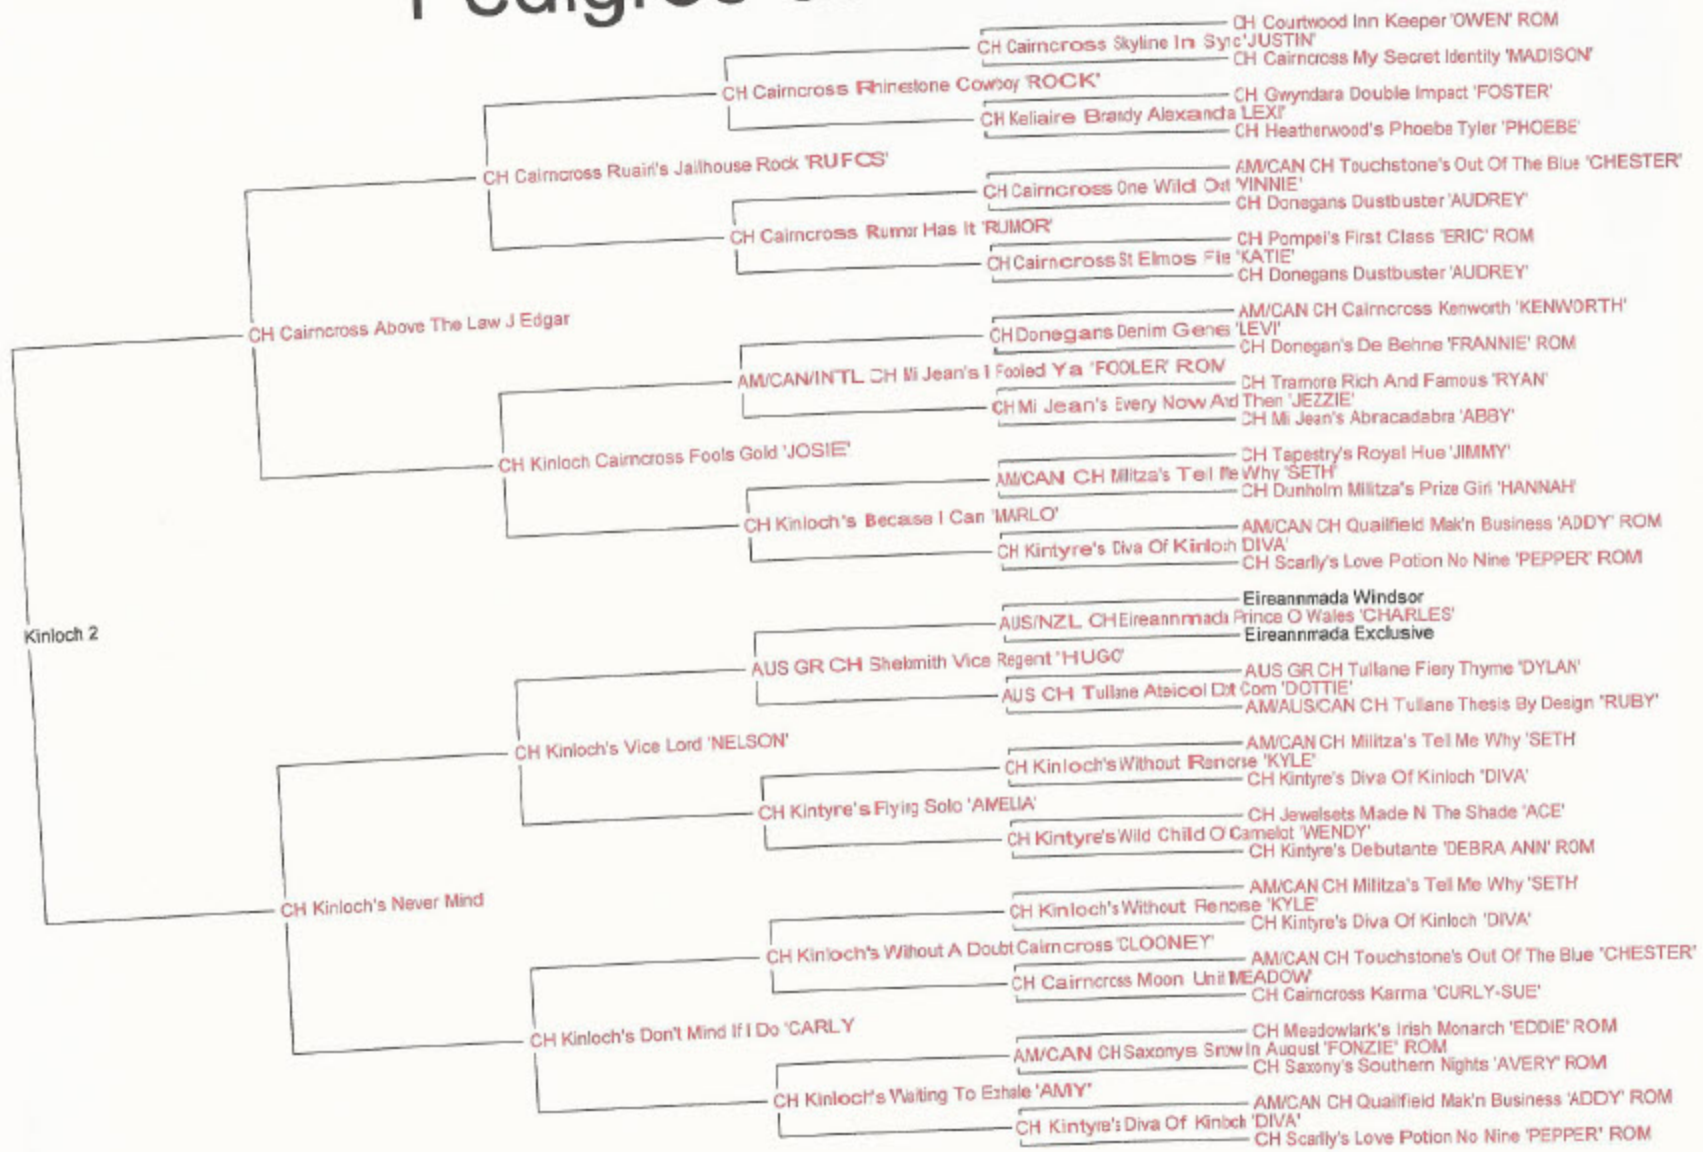 CH Courtwood Inn Keeper 'OWEN' ROM
CH Cairncross Skyline In Sync 'JUSTIN'
CH Cairncross My Secret Identity 'MADISON'
CH Cairncross Rhinestone Cowboy 'ROCK'
CH Gwyndara Double Impact 'FOSTER'
CH Keliaire Brandy Alexanda 'LEXI'
CH Heatherwood's Phoebe Tyler 'PHOEBE'
CH Cairncross Ruairi's Jailhouse Rock 'RUFCS'
AM/CAN CH Touchstone's Out Of The Blue 'CHESTER'
CH Cairncross One Wild Oat 'VINNIE'
CH Donegans Dustbuster 'AUDREY'
CH Cairncross Rumor Has It 'RUMOR'
CH Pompei's First Class 'ERIC' ROM
CH Cairncross St Elmos Fie 'KATIE'
CH Donegans Dustbuster 'AUDREY'
CH Cairncross Above The Law J Edgar
AM/CAN CH Cairncross Kenworth 'KENWORTH'
CH Donegans Denim Genes 'LEVI'
CH Donegan's De Behne 'FRANNIE' ROM
AM/CAN/INTL CH Mi Jean's I Fooled Ya 'FOOLER' ROM
CH Tramore Rich And Famous 'RYAN'
CH Mi Jean's Every Now And Then 'JEZZIE'
CH Mi Jean's Abracadabra 'ABBY'
CH Kinloch Cairncross Fools Gold 'JOSIE'
CH Tapestry's Royal Hue 'JIMMY'
AM/CAN CH Militza's Tell Me Why 'SETH'
CH Dunholm Militza's Prize Girl 'HANNAH'
CH Kinloch's Because I Can 'MARLO'
AM/CAN CH Quailfield Mak'n Business 'ADDY' ROM
CH Kintyre's Diva Of Kinloch 'DIVA'
CH Scarlly's Love Potion No Nine 'PEPPER' ROM
Kinloch 2
Eireannmada Windsor
AUS/NZL CH Eireannmada Prince O Wales 'CHARLES'
Eireannmada Exclusive
AUS GR CH Shebmith Vice Regent 'HUGO'
AUS GR CH Tullane Fiery Thyme 'DYLAN'
AUS CH Tullane Ateicol Dot Com 'DOTTIE'
AM/AUS/CAN CH Tullane Thesis By Design 'RUBY'
CH Kinloch's Vice Lord 'NELSON'
AM/CAN CH Militza's Tell Me Why 'SETH
CH Kinloch's Without Remorse 'KYLE'
CH Kintyre's Diva Of Kinloch 'DIVA'
CH Kintyre's Flying Solo 'AMELIA'
CH Jewelsets Made N The Shade 'ACE'
CH Kintyre's Wild Child O' Camelot 'WENDY'
CH Kintyre's Debutante 'DEBRA ANN' ROM
CH Kinloch's Never Mind
AM/CAN CH Militza's Tell Me Why 'SETH
CH Kinloch's Without Remorse 'KYLE'
CH Kintyre's Diva Of Kinloch 'DIVA'
CH Kinloch's Without A Doubt Cairncross 'CLOONEY'
AM/CAN CH Touchstone's Out Of The Blue 'CHESTER'
CH Cairncross Moon Unit 'MEADOW'
CH Cairncross Karma 'CURLY-SUE'
CH Kinloch's Don't Mind If I Do 'CARLY
CH Meadowlark's Irish Monarch 'EDDIE' ROM
AM/CAN CH Saxonys Snow In August 'FONZIE' ROM
CH Saxony's Southern Nights 'AVERY' ROM
CH Kinloch's Waiting To Exhale 'AMY'
AM/CAN CH Quailfield Mak'n Business 'ADDY' ROM
CH Kintyre's Diva Of Kinloch 'DIVA'
CH Scarlly's Love Potion No Nine 'PEPPER' ROM